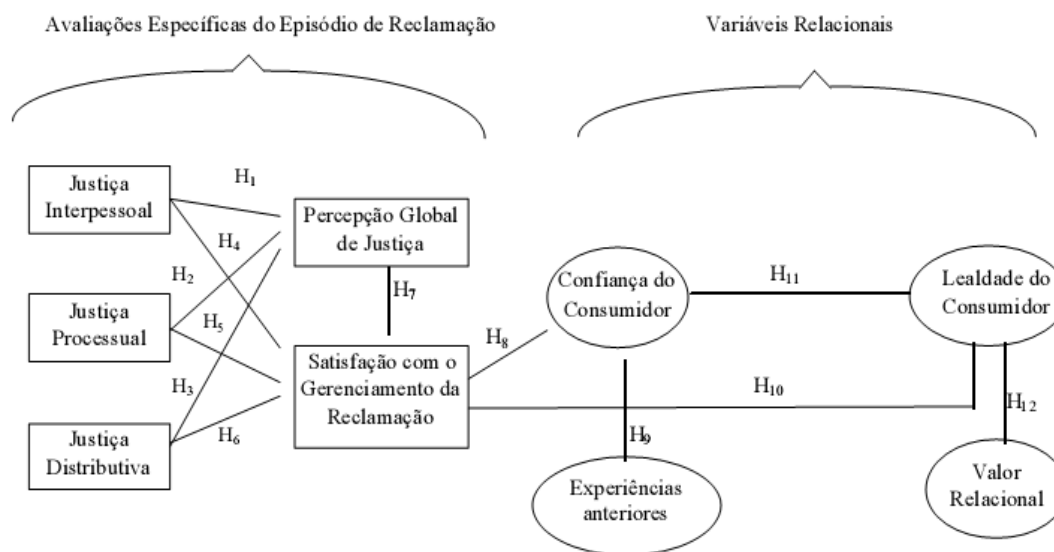 Avaliações Específicas do Episódio de Reclamação
Variáveis Relacionais
Justiça
Interpessoal
H1
Percepção Global
de Justiça
H4
H2
H7
Confiança do
Consumidor
H11
Lealdade do
Consumidor
Justiça
Processual
H5
H8
Satisfação com o
Gerenciamento da
Reclamação
H3
H10
H12
Justiça
Distributiva
H6
H9
Experiências
anteriores
Valor
Relacional